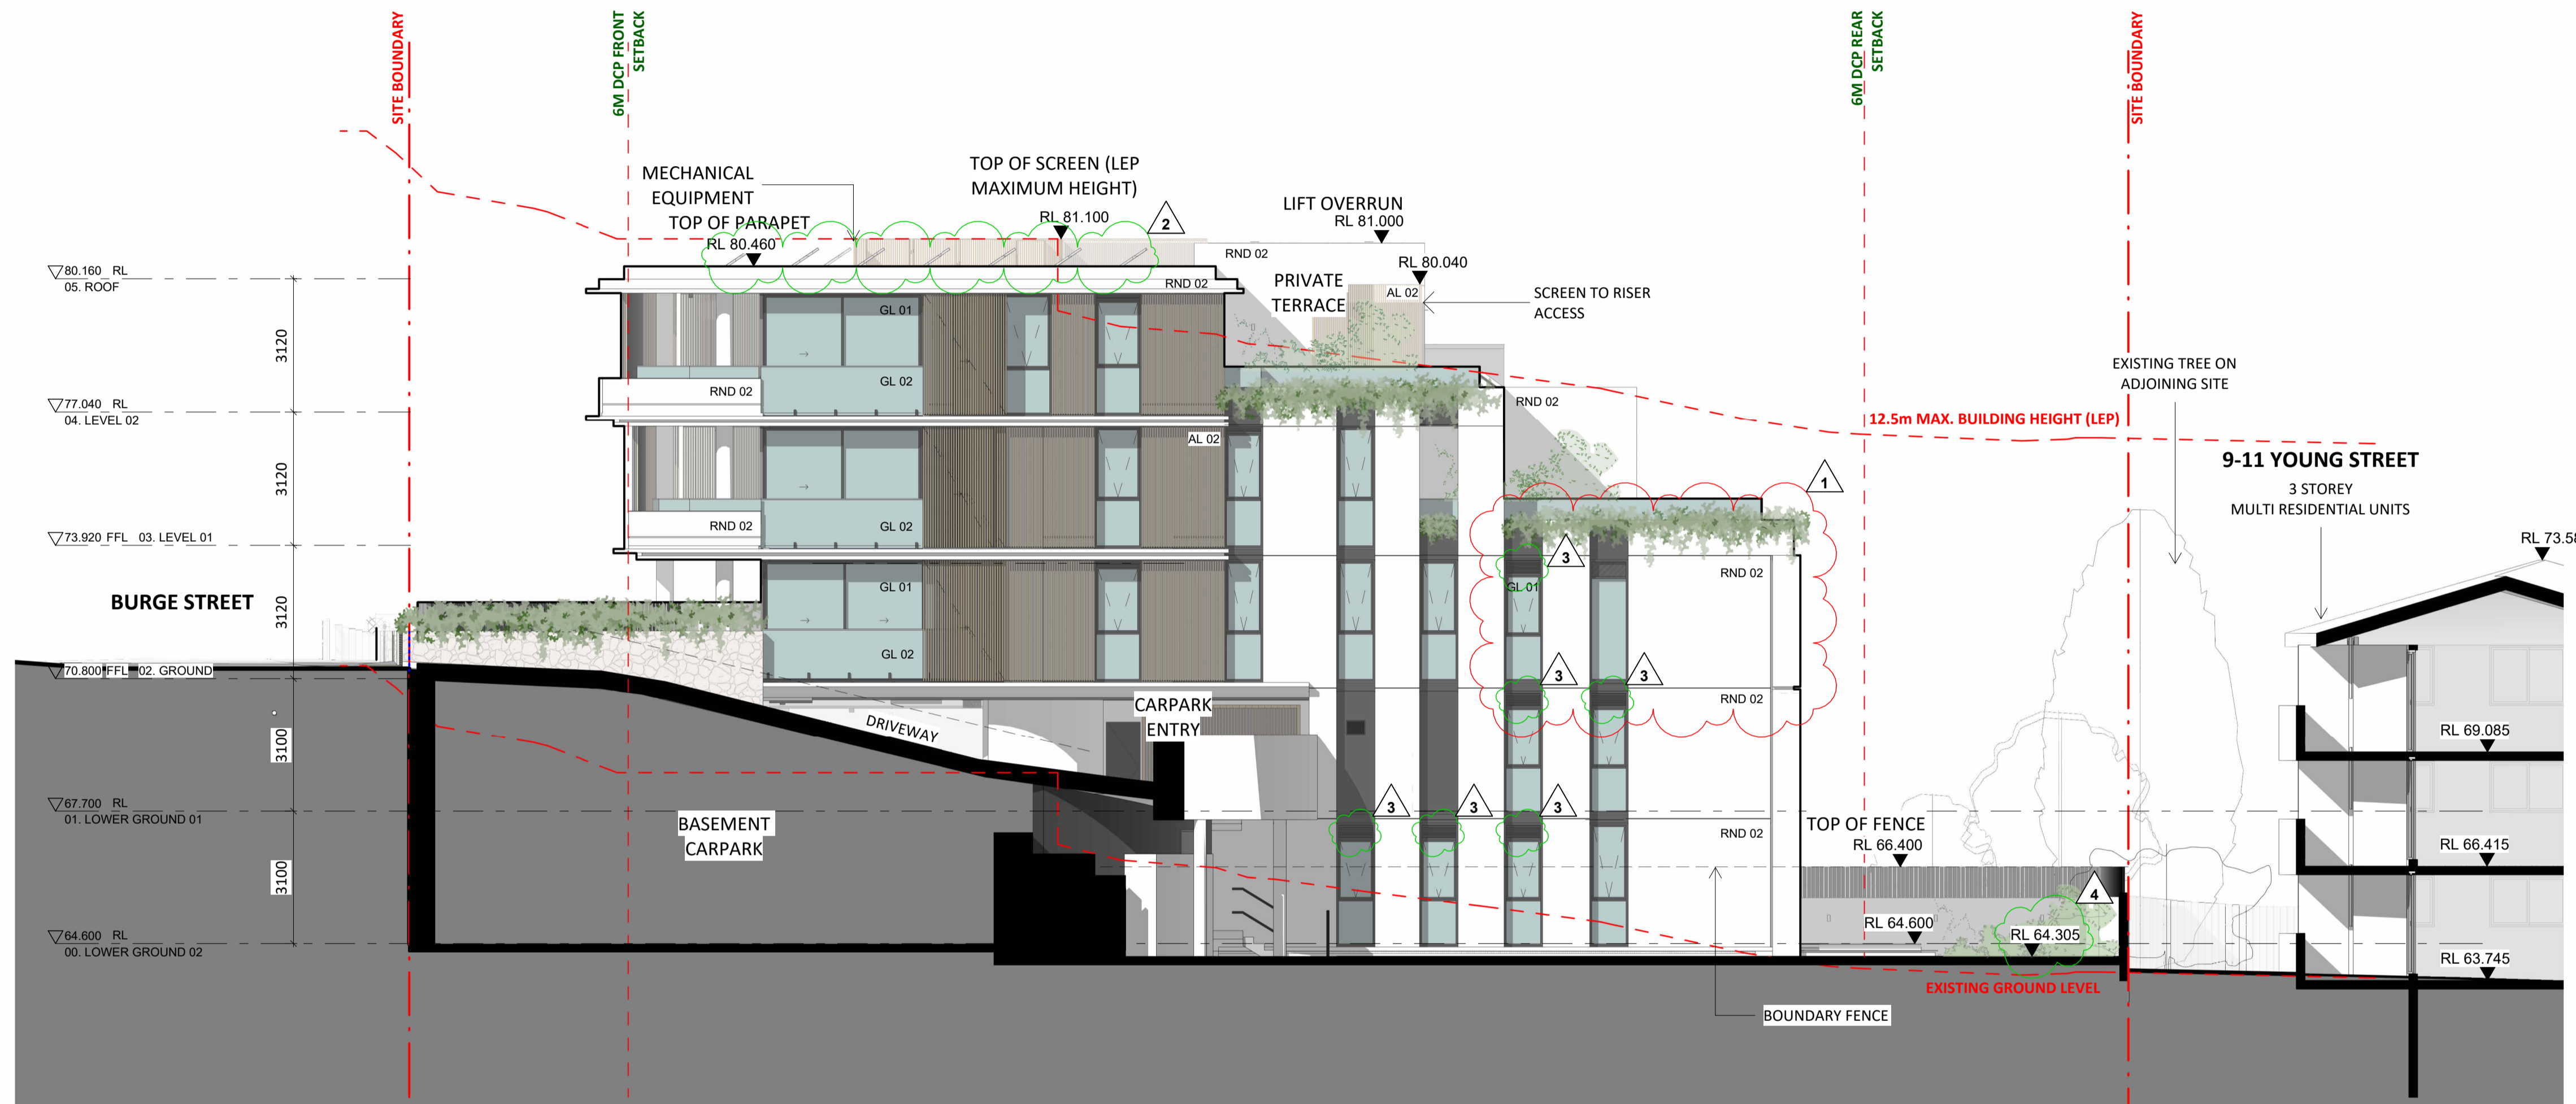 SITE BOUNDARY
6M DCP FRONT
SETBACK
6M DCP REAR
SETBACK
SITE BOUNDARY
MECHANICAL
EQUIPMENT
TOP OF PARAPET
RL 80.460
TOP OF SCREEN (LEP
MAXIMUM HEIGHT)
RL 81.100
2
LIFT OVERRUN
RL 81.000
RND 02
RL 80.040
PRIVATE
TERRACE
AL 02
SCREEN TO RISER
ACCESS
80.160 RL
05. ROOF
RND 02
GL 01
3120
GL 02
RND 02
RND 02
EXISTING TREE ON
ADJOINING SITE
77.040 RL
04. LEVEL 02
12.5m MAX. BUILDING HEIGHT (LEP)
AL 02
9-11 YOUNG STREET
3 STOREY
MULTI RESIDENTIAL UNITS
3120
1
RND 02
GL 02
73.920 FFL 03. LEVEL 01
RL 73.58
3
RND 02
GL 01
GL 01
BURGE STREET
3120
GL 02
70.800 FFL 02. GROUND
3
3
RND 02
CARPARK
ENTRY
DRIVEWAY
RL 69.085
3100
67.700 RL
01. LOWER GROUND 01
3
3
3
BASEMENT
CARPARK
RND 02
TOP OF FENCE
RL 66.400
RL 66.415
3100
4
RL 64.600
RL 64.305
64.600 RL
00. LOWER GROUND 02
RL 63.745
EXISTING GROUND LEVEL
BOUNDARY FENCE